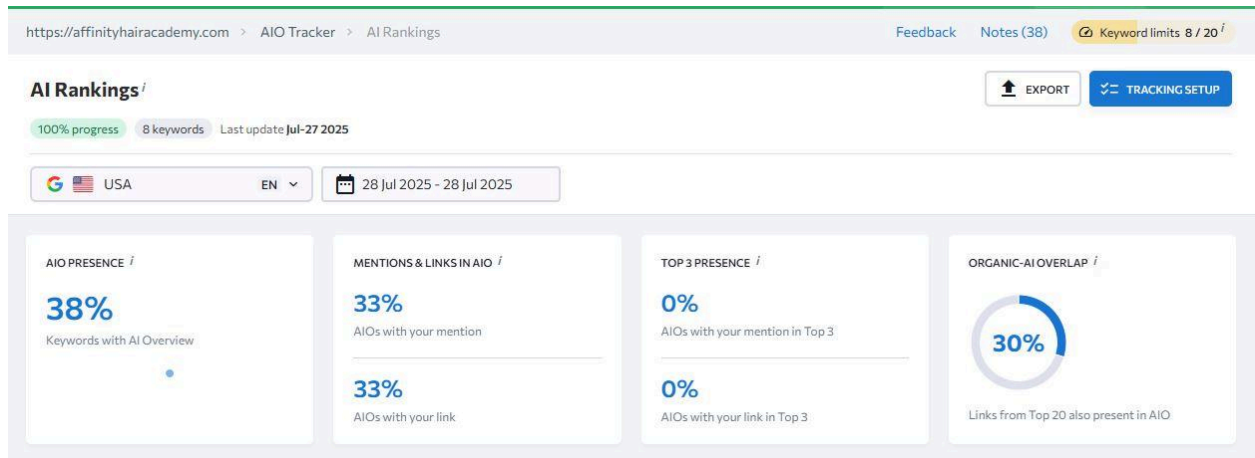 https://affinityhairacademy.com > AIO Tracker > AI Rankings Feedback Notes (38) Keyword limits 8 / 20 i
AI Rankings i EXPORT TRACKING SETUP
100% progress 8 keywords Last update Jul-27 2025
USA EN 28 Jul 2025 - 28 Jul 2025
AIO PRESENCE i
38%
Keywords with AI Overview
MENTIONS & LINKS IN AIO i
33%
AIOs with your mention
33%
AIOs with your link
TOP 3 PRESENCE i
0%
AIOs with your mention in Top 3
0%
AIOs with your link in Top 3
ORGANIC-AI OVERLAP i
30%
Links from Top 20 also present in AIO